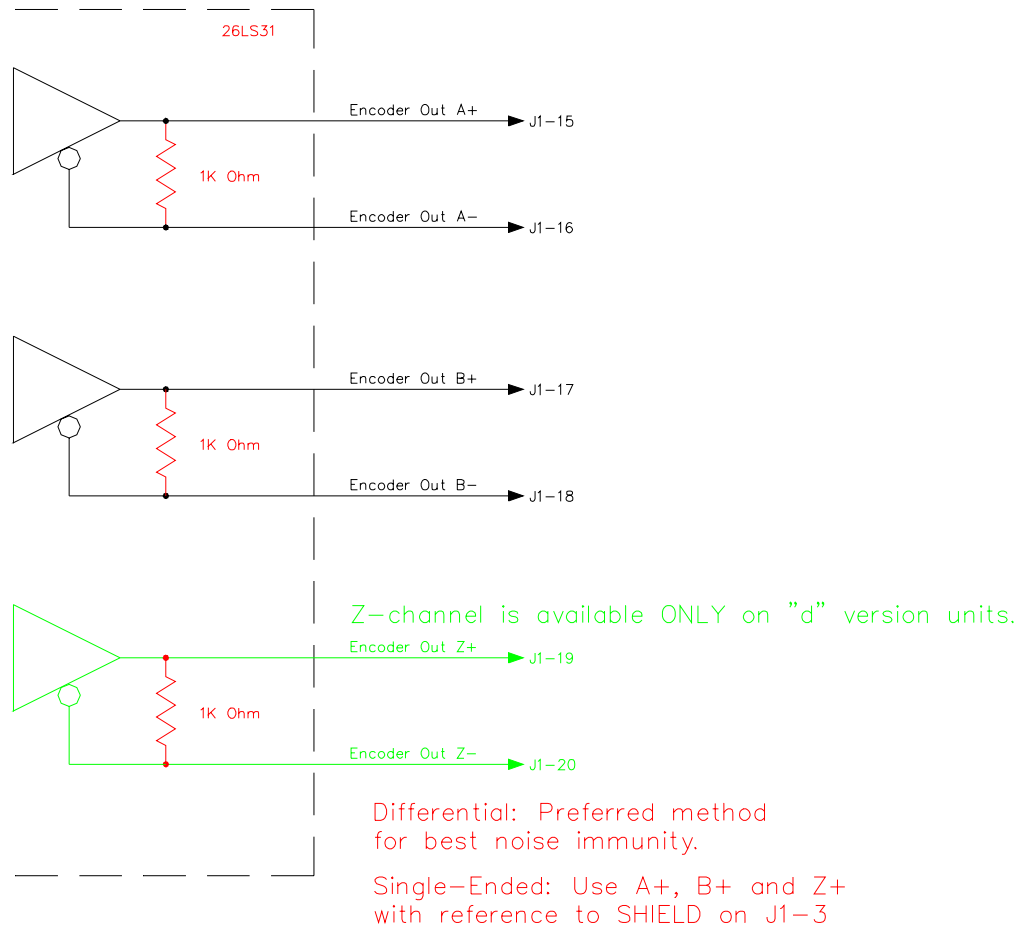 26LS31
Encoder Out A+
J1-15
1K Ohm
Encoder Out A-
J1-16
Encoder Out B+
J1-17
1K Ohm
Encoder Out B-
J1-18
Z-channel is available ONLY on "d" version units.
Encoder Out Z+
J1-19
1K Ohm
Encoder Out Z-
J1-20
Differential: Preferred method
for best noise immunity.
Single-Ended: Use A+, B+ and Z+
with reference to SHIELD on J1-3